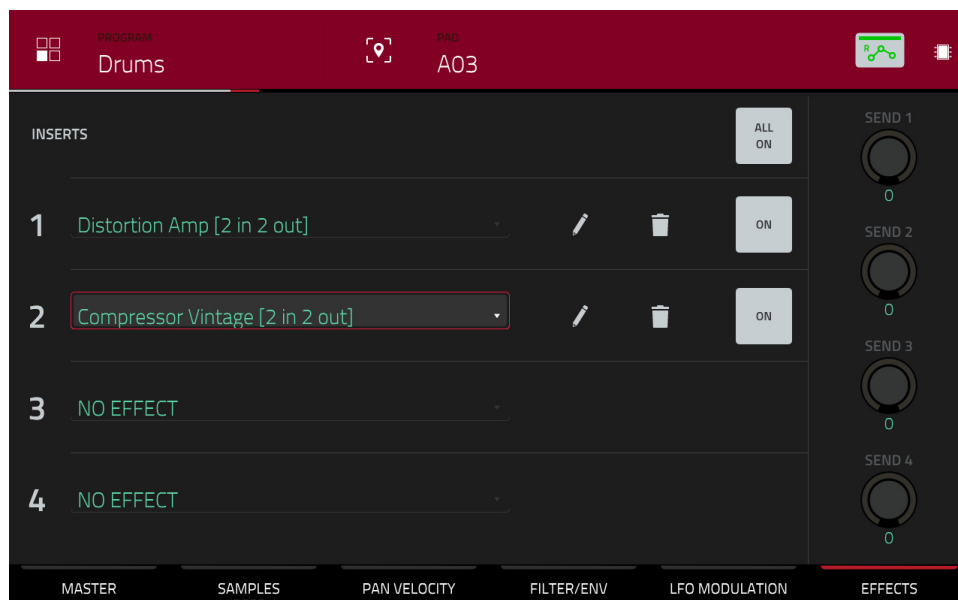 PROGRAM
Drums
PAD
A03
R
INSERTS
ALL
ON
SEND 1
0
1
Distortion Amp [2 in 2 out]
ON
SEND 2
0
2
Compressor Vintage [2 in 2 out]
ON
SEND 3
0
3
NO EFFECT
SEND 4
0
4
NO EFFECT
MASTER
SAMPLES
PAN VELOCITY
FILTER/ENV
LFO MODULATION
EFFECTS